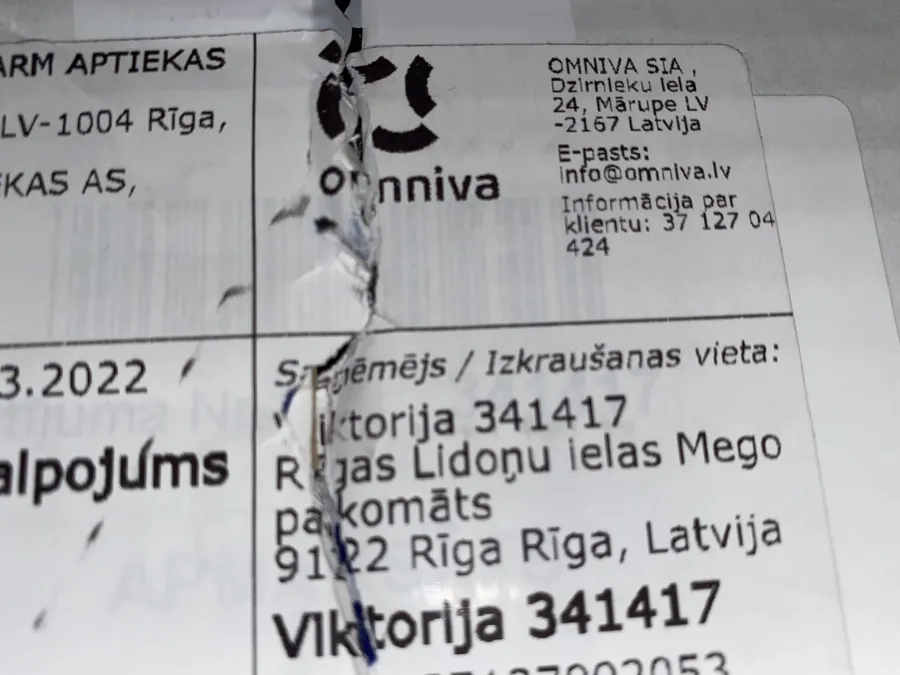 ARM APTIEKAS
LV-1004 Rīga,
KAS AS,
omniva
OMNIVA SIA ,
Dzirnieku iela
24, Mārupe LV
-2167 Latvija
E-pasts:
info@omniva.lv
Informācija par
klientu: 37 127 04
424
3.2022
alpojums
Saņēmējs / Izkraušanas vieta:
Viktorija 341417
Rīgas Lidoņu ielas Mego
pakomāts
9122 Rīga Rīga, Latvija
Viktorija 341417